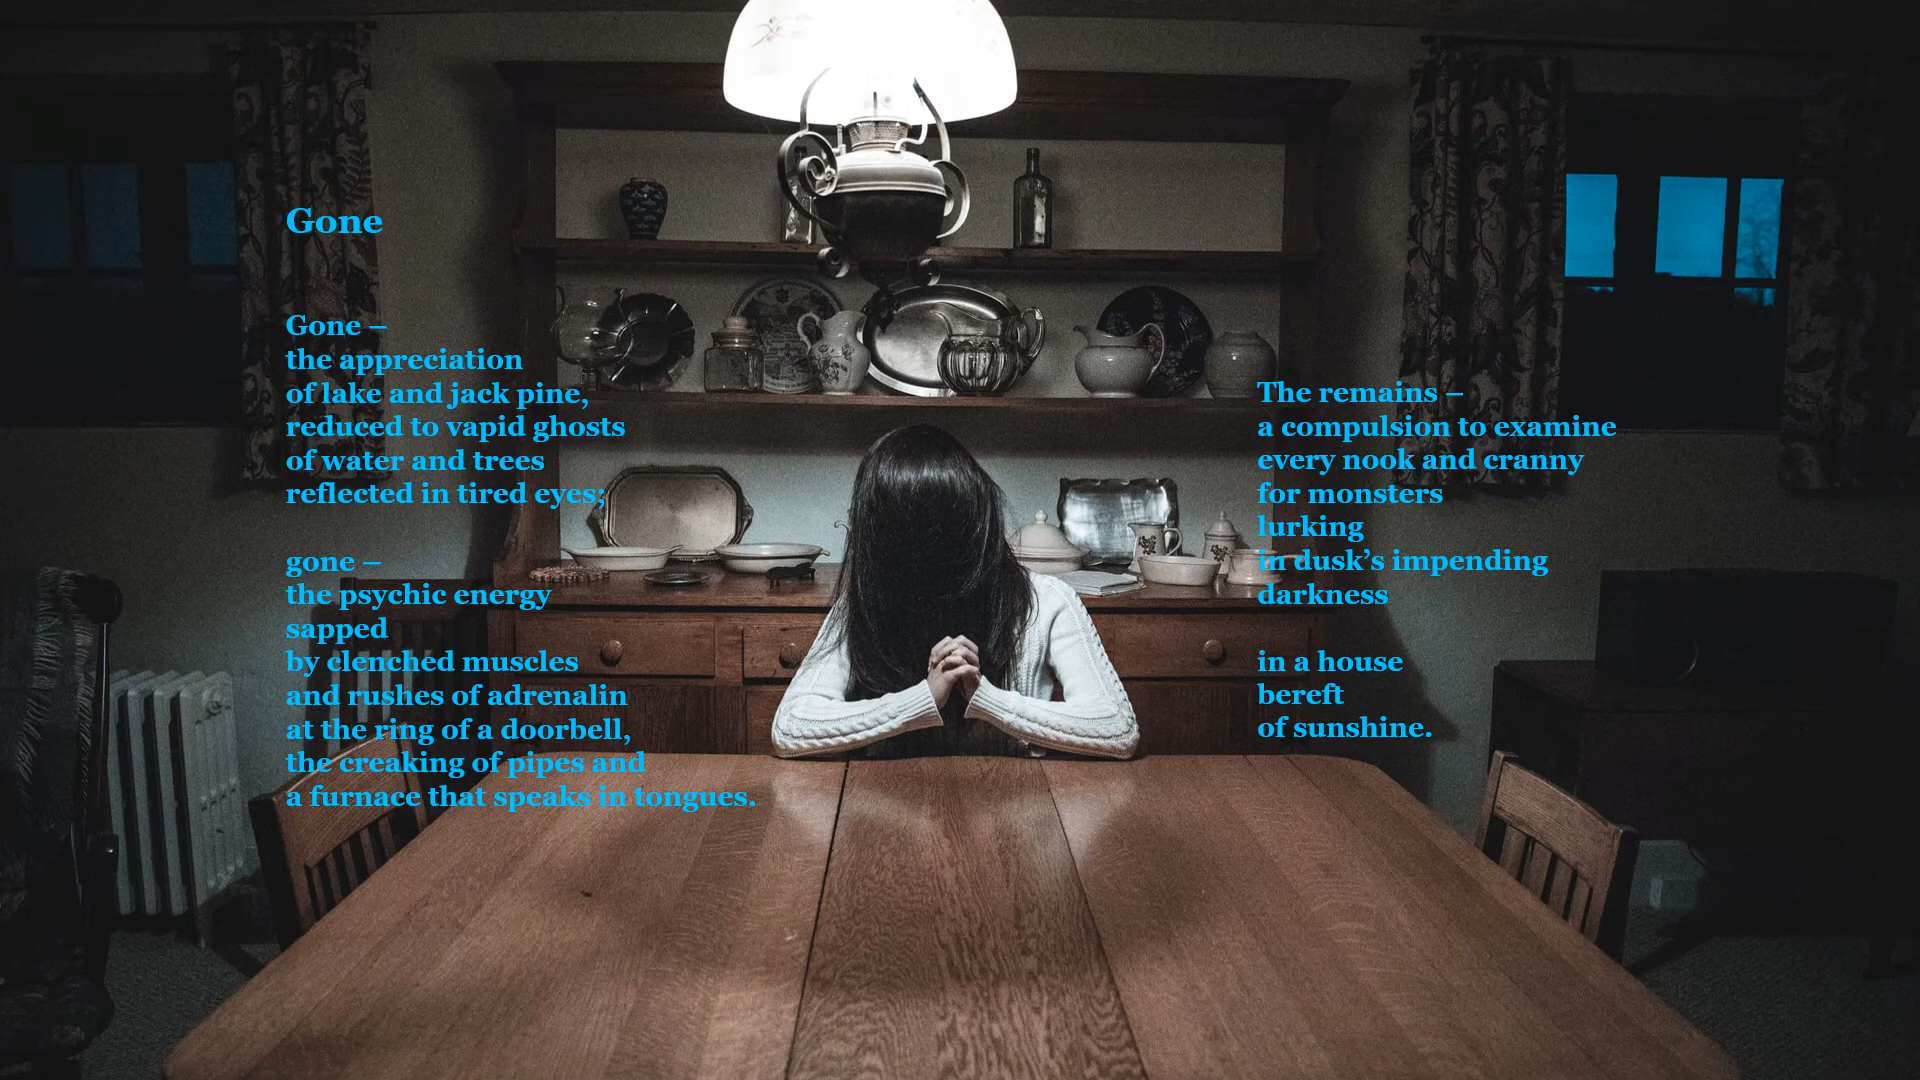 Gone
Gone –
the appreciation
of lake and jack pine,
reduced to vapid ghosts
of water and trees
reflected in tired eyes;
gone –
the psychic energy
sapped
by clenched muscles
and rushes of adrenalin
at the ring of a doorbell,
the creaking of pipes and
a furnace that speaks in tongues.
The remains –
a compulsion to examine
every nook and cranny
for monsters
lurking
in dusk’s impending
darkness
in a house
bereft
of sunshine.